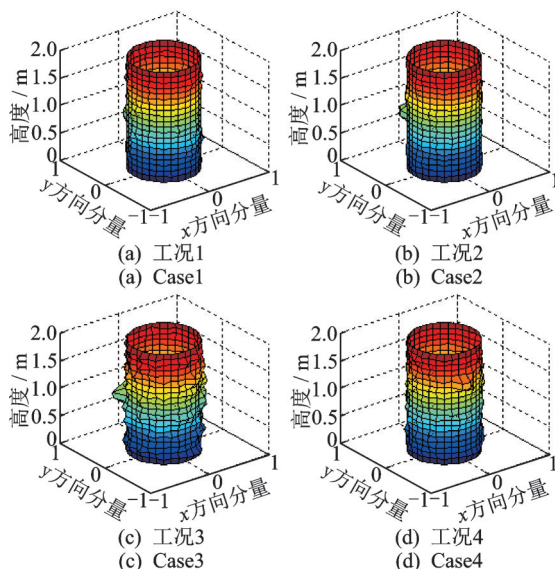 2.0
1.5
1.0
0.5
0
高度 / m
1
0
-1
y方向分量
-1
0
1
x方向分量
(a) 工况1
(a) Case1
2.0
1.5
1.0
0.5
0
高度 / m
1
0
-1
y方向分量
-1
0
1
x方向分量
(b) 工况2
(b) Case2
2.0
1.5
1.0
0.5
0
高度 / m
1
0
-1
y方向分量
-1
0
1
x方向分量
(c) 工况3
(c) Case3
2.0
1.5
1.0
0.5
0
高度 / m
1
0
-1
y方向分量
-1
0
1
x方向分量
(d) 工况4
(d) Case4